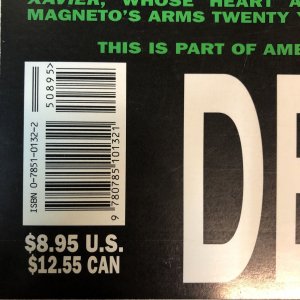 XAVIER, WHOSE HEART A
MAGNETO'S ARMS TWENTY
THIS IS PART OF AME
50895
ISBN 0-7851-0132-2
9 780785 101321
$8.95 U.S.
$12.55 CAN
DE